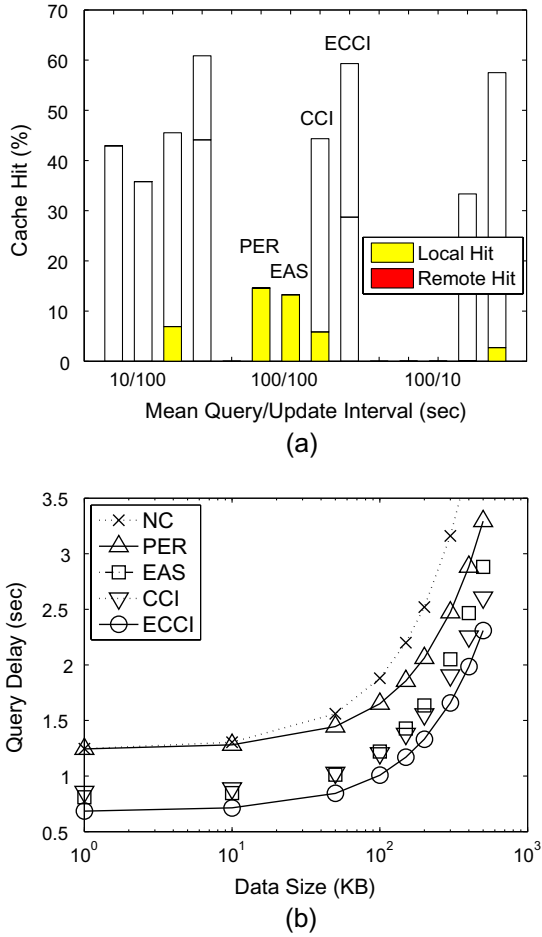 70
60
50
40
30
20
10
0
Cache Hit (%)
ECCI
CCI
PER
EAS
Local Hit
Remote Hit
10/100 100/100 100/10
Mean Query/Update Interval (sec)
(a)
3.5
3
2.5
2
1.5
1
0.5
Query Delay (sec)
NC
PER
EAS
CCI
ECCI
10^0 10^1 10^2 10^3
Data Size (KB)
(b)